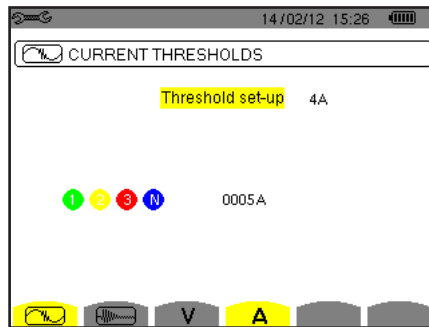 14/02/12 15:26
CURRENT THRESHOLDS
Threshold set-up 4A
1 2 3 N 0005A
V A